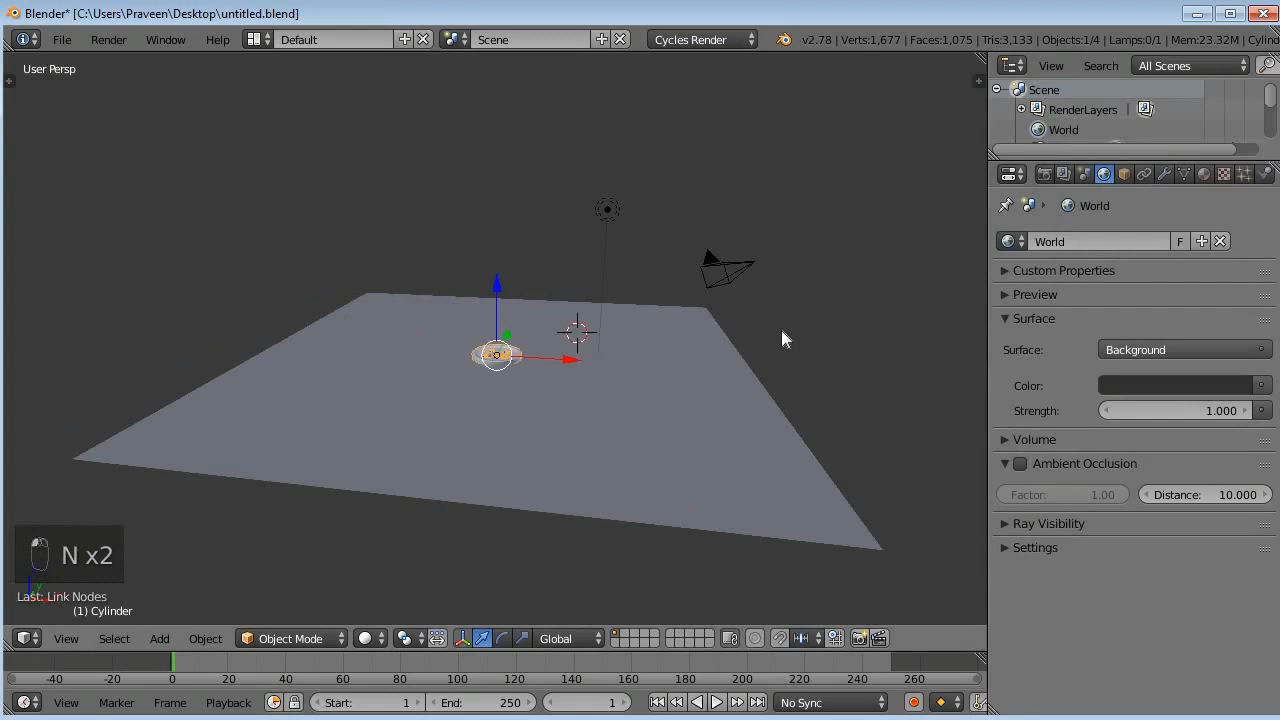 Blender* [C:\Users\Praveen\Desktop\untitled.blend]
File Render Window Help Default Scene Cycles Render v2.78 | Verts:1,677 | Faces:1,075 | Tris:3,133 | Objects:1/4 | Lamps:0/1 | Mem:23.32M | Cylind
User Persp
View Search All Scenes
Scene
RenderLayers |
World
World
World F
Custom Properties
Preview
Surface
Surface: Background
Color:
Strength: 1.000
Volume
Ambient Occlusion
Factor: 1.00 Distance: 10.000
Ray Visibility
Settings
N x2
Last: Link Nodes
(1) Cylinder
View Select Add Object Object Mode Global
-40 -20 0 20 40 60 80 100 120 140 160 180 200 220 240 260
View Marker Frame Playback Start: 1 End: 250 1 No Sync